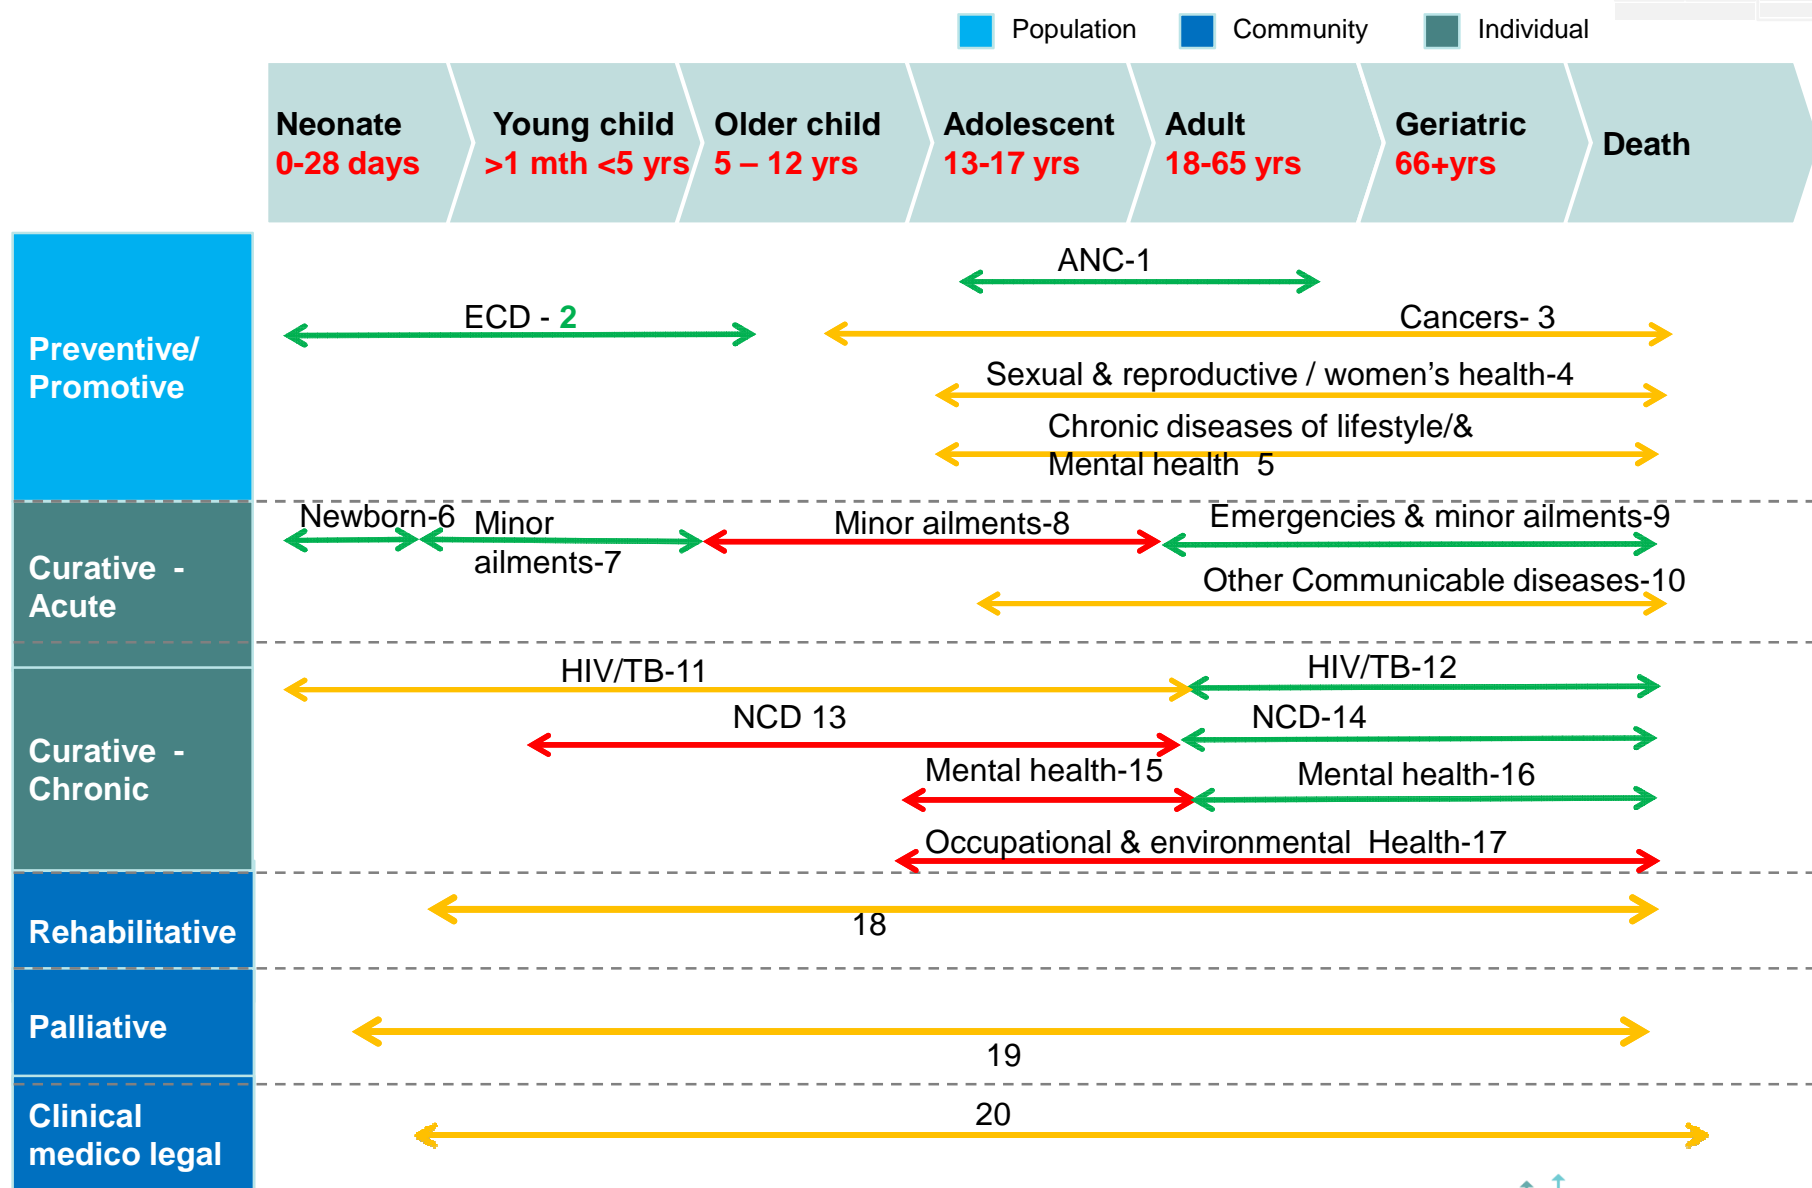 Population
Community
Individual
Neonate
0-28 days
Young child
>1 mth <5 yrs
Older child
5 – 12 yrs
Adolescent
13-17 yrs
Adult
18-65 yrs
Geriatric
66+yrs
Death
Preventive/
Promotive
ANC-1
ECD - 2
Cancers- 3
Sexual & reproductive / women’s health-4
Chronic diseases of lifestyle/&
Mental health  5
Curative  -
Acute
Newborn-6
Minor
ailments-7
Minor ailments-8
Emergencies & minor ailments-9
Other Communicable diseases-10
Curative  -
Chronic
HIV/TB-11
HIV/TB-12
NCD 13
NCD-14
Mental health-15
Mental health-16
Occupational & environmental  Health-17
Rehabilitative
18
Palliative
19
Clinical
medico legal
20